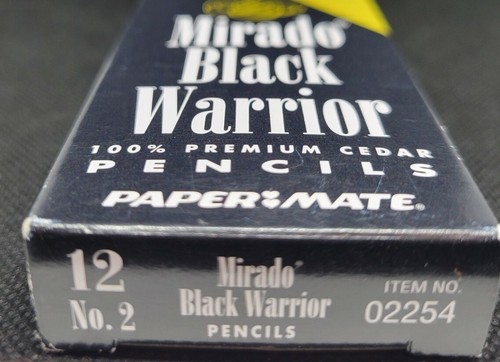 Mirado®
Black
Warrior
100% PREMIUM CEDAR
PENCILS
PAPER MATE®
12
No. 2
Mirado®
Black Warrior
PENCILS
ITEM NO.
02254